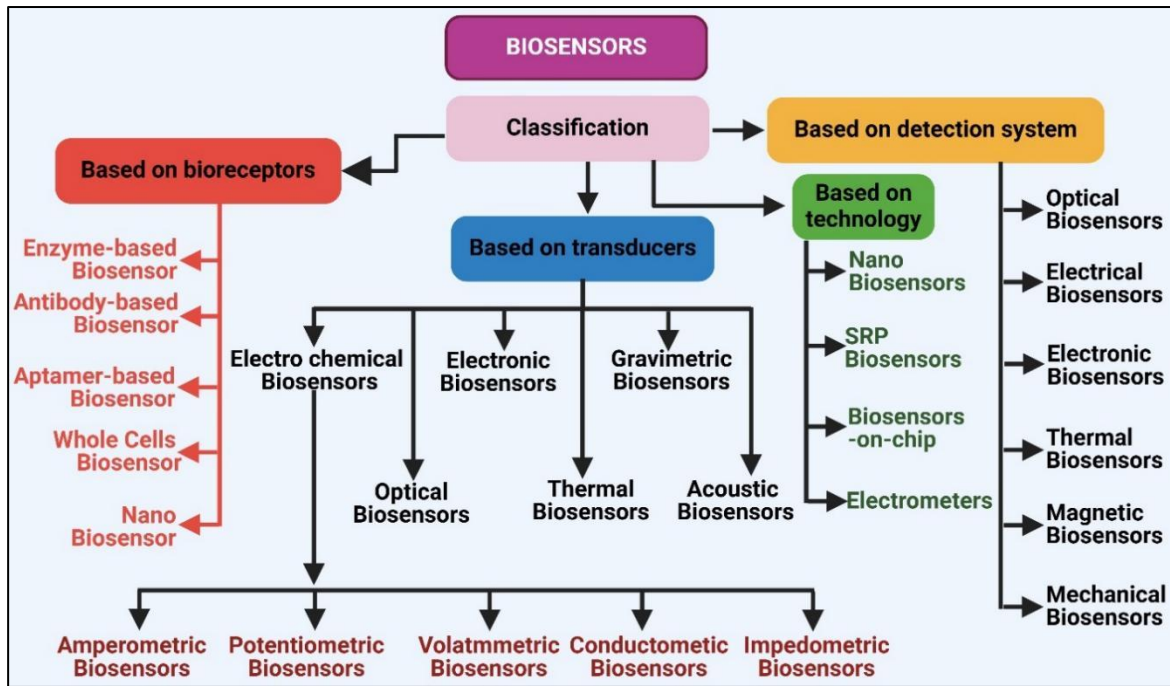 BIOSENSORS
Classification
Based on detection system
Based on bioreceptors
Based on
technology
Based on transducers
Enzyme-based
Biosensor
Antibody-based
Biosensor
Aptamer-based
Biosensor
Whole Cells
Biosensor
Nano
Biosensor
Electro chemical
Biosensors
Electronic
Biosensors
Gravimetric
Biosensors
Optical
Biosensors
Thermal
Biosensors
Acoustic
Biosensors
Amperometric
Biosensors
Potentiometric
Biosensors
Volatmmetric
Biosensors
Conductometic
Biosensors
Impedometric
Biosensors
Nano
Biosensors
SRP
Biosensors
Biosensors
-on-chip
Electrometers
Optical
Biosensors
Electrical
Biosensors
Electronic
Biosensors
Thermal
Biosensors
Magnetic
Biosensors
Mechanical
Biosensors